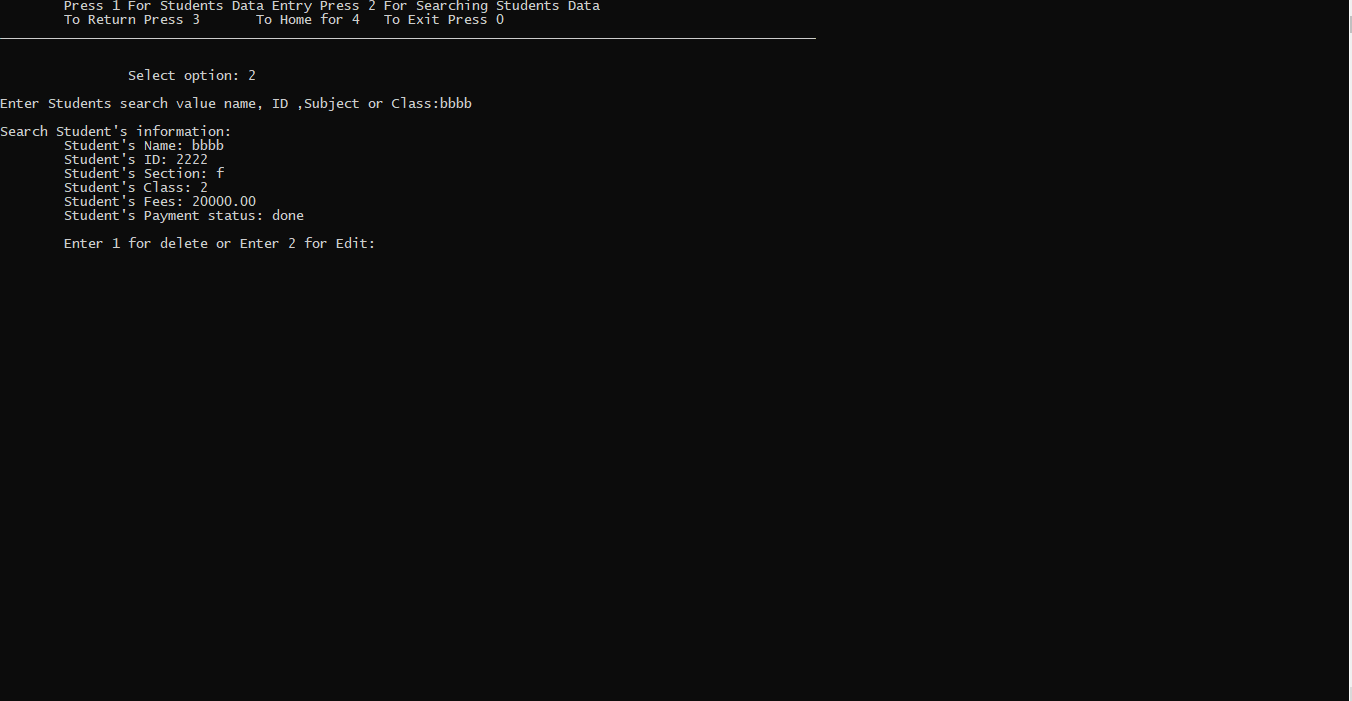 Press 1 For Students Data Entry Press 2 For Searching Students Data
To Return Press 3 To Home for 4 To Exit Press 0
Select option: 2
Enter Students search value name, ID ,Subject or Class:bbbb
Search Student's information:
Student's Name: bbbb
Student's ID: 2222
Student's Section: f
Student's Class: 2
Student's Fees: 20000.00
Student's Payment status: done
Enter 1 for delete or Enter 2 for Edit: